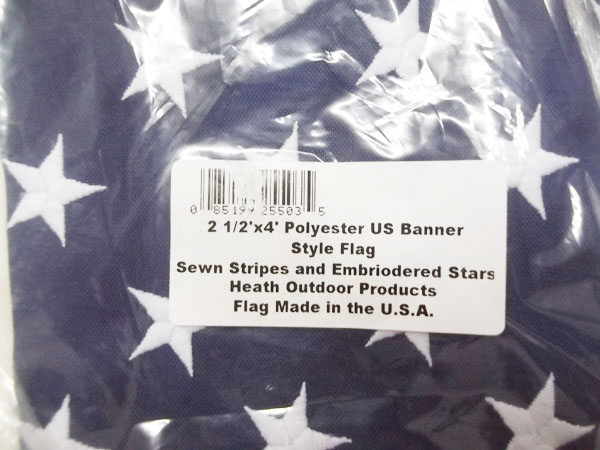 0 85199 25503 5
2 1/2'x4' Polyester US Banner
Style Flag
Sewn Stripes and Embriodered Stars
Heath Outdoor Products
Flag Made in the U.S.A.